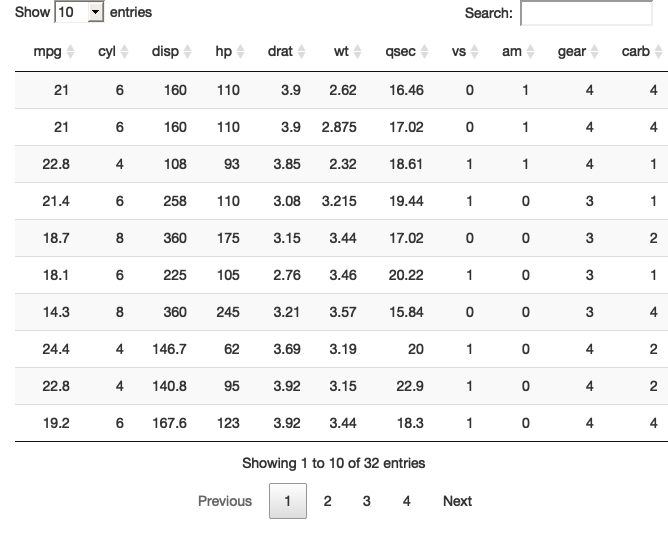 Show 10 entries Search:
mpg cyl disp hp drat wt qsec vs am gear carb
21 6 160 110 3.9 2.62 16.46 0 1 4 4
21 6 160 110 3.9 2.875 17.02 0 1 4 4
22.8 4 108 93 3.85 2.32 18.61 1 1 4 1
21.4 6 258 110 3.08 3.215 19.44 1 0 3 1
18.7 8 360 175 3.15 3.44 17.02 0 0 3 2
18.1 6 225 105 2.76 3.46 20.22 1 0 3 1
14.3 8 360 245 3.21 3.57 15.84 0 0 3 4
24.4 4 146.7 62 3.69 3.19 20 1 0 4 2
22.8 4 140.8 95 3.92 3.15 22.9 1 0 4 2
19.2 6 167.6 123 3.92 3.44 18.3 1 0 4 4
Showing 1 to 10 of 32 entries
Previous 1 2 3 4 Next